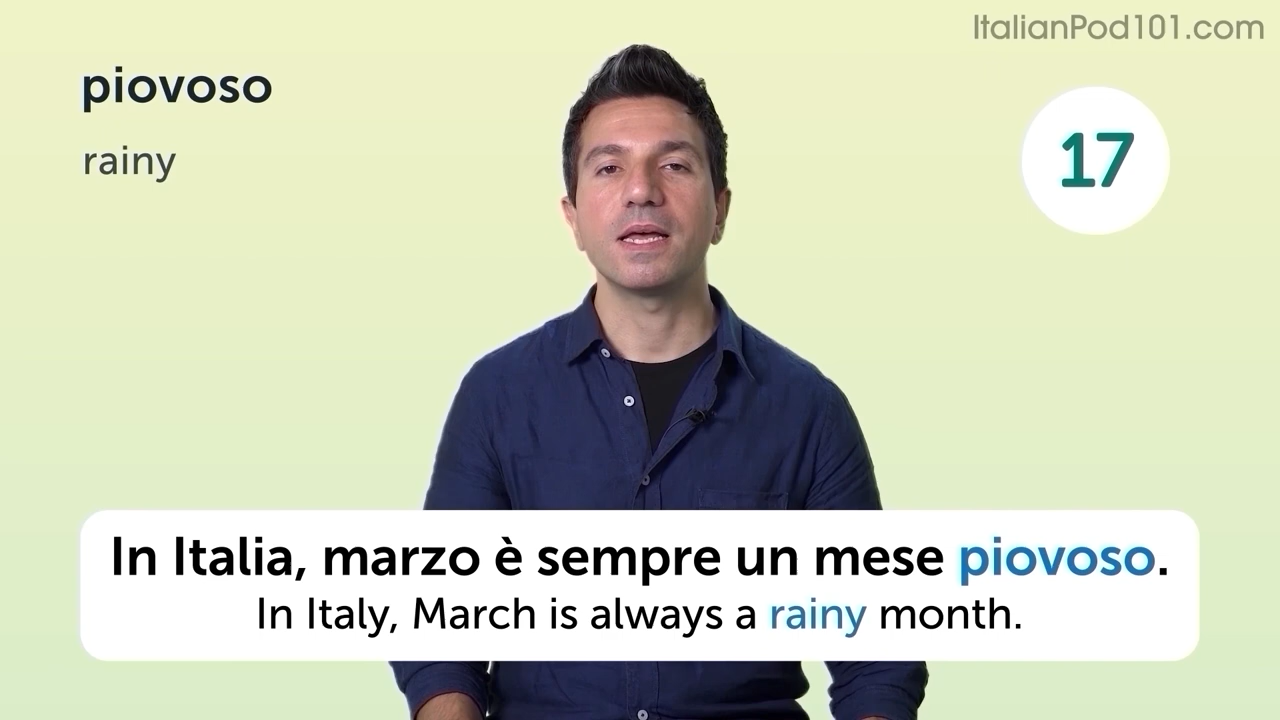 ItalianPod101.com
piovoso
rainy
17
In Italia, marzo è sempre un mese piovoso.
In Italy, March is always a rainy month.